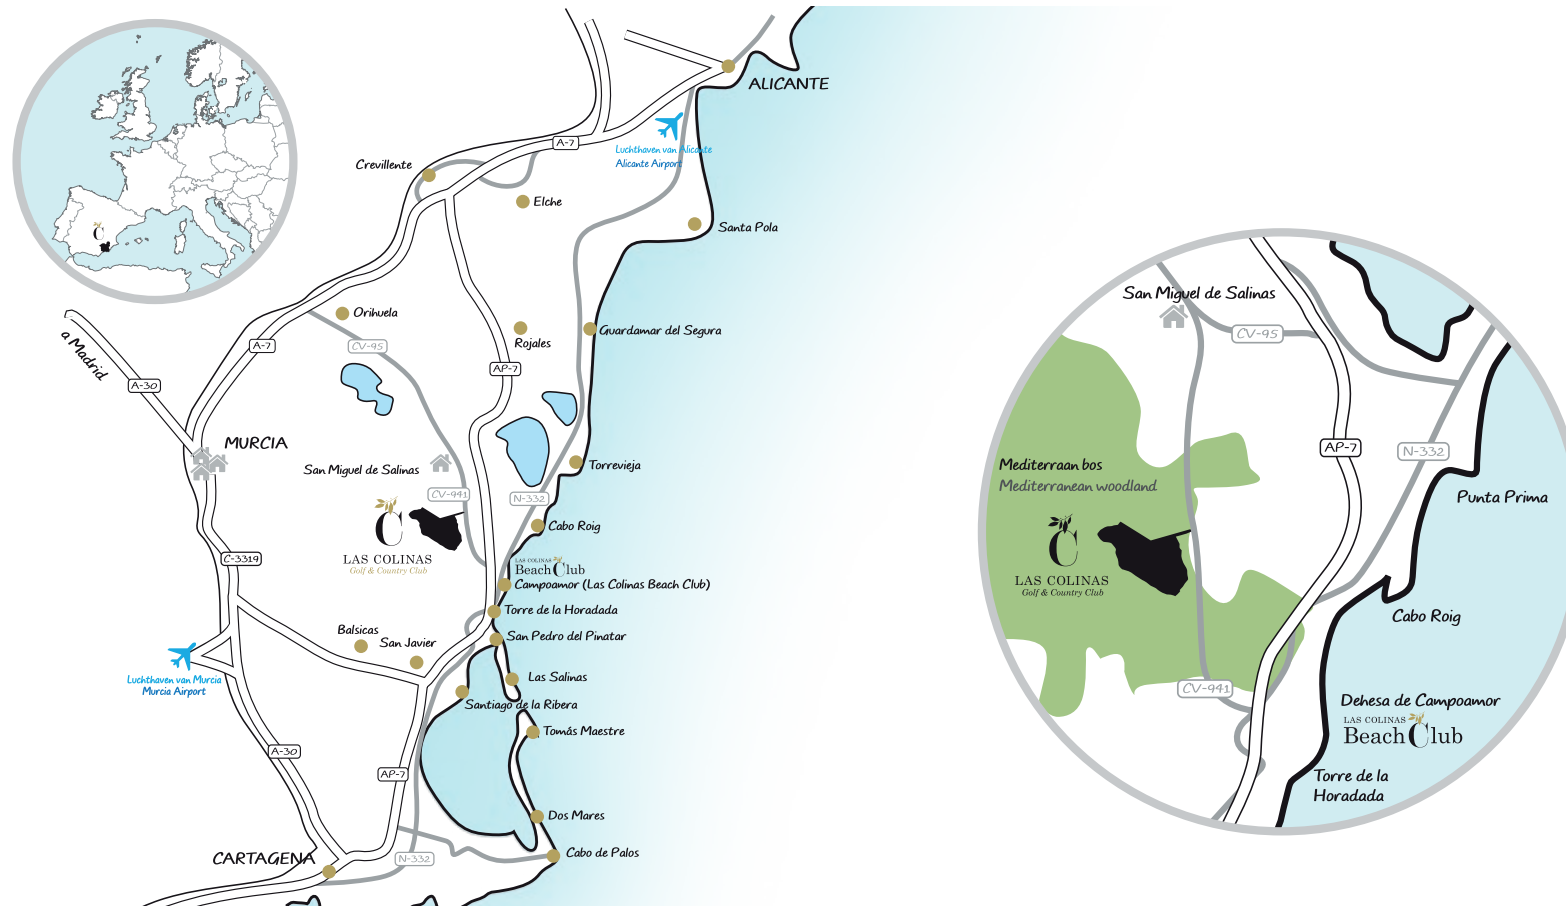 ALICANTE
A-7
Luchthaven van Alicante
Alicante Airport
Crevillente
Elche
Santa Pola
Orihuela
a Madrid
A-7
CV-95
Rojales
Guardamar del Segura
AP-7
A-30
MURCIA
San Miguel de Salinas
Torrevieja
CV-941
N-332
C
LAS COLINAS
Golf & Country Club
Cabo Roig
C-3319
LAS COLINAS
Beach Club
Campoamor (Las Colinas Beach Club)
Torre de la Horadada
Balsicas
San Javier
San Pedro del Pinatar
Luchthaven van Murcia
Murcia Airport
Las Salinas
Santiago de la Ribera
Tomás Maestre
A-30
AP-7
Dos Mares
CARTAGENA
N-332
Cabo de Palos
C
San Miguel de Salinas
CV-95
AP-7
N-332
Mediterraan bos
Mediterranean woodland
Punta Prima
C
LAS COLINAS
Golf & Country Club
Cabo Roig
CV-941
Dehesa de Campoamor
LAS COLINAS
Beach Club
Torre de la
Horadada